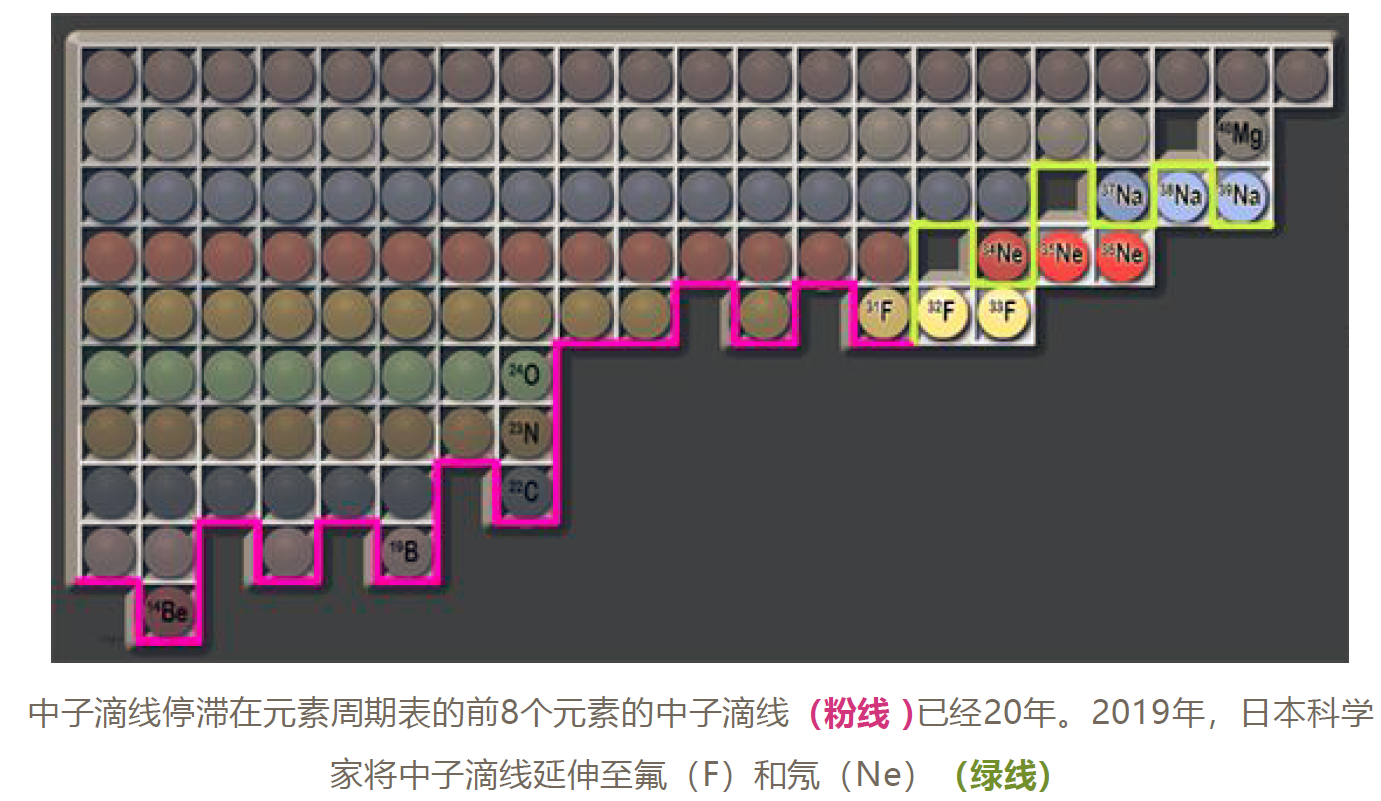 ⁴⁰Mg
³⁷Na ³⁸Na ³⁹Na
³⁴Ne ³⁵Ne ³⁶Ne
³¹F ³²F ³³F
²⁴O
²³N
²²C
¹⁹B
¹⁴Be
中子滴线停滞在元素周期表的前8个元素的中子滴线（粉线 ）已经20年。2019年，日本科学
家将中子滴线延伸至氟（F）和氖（Ne）（绿线）